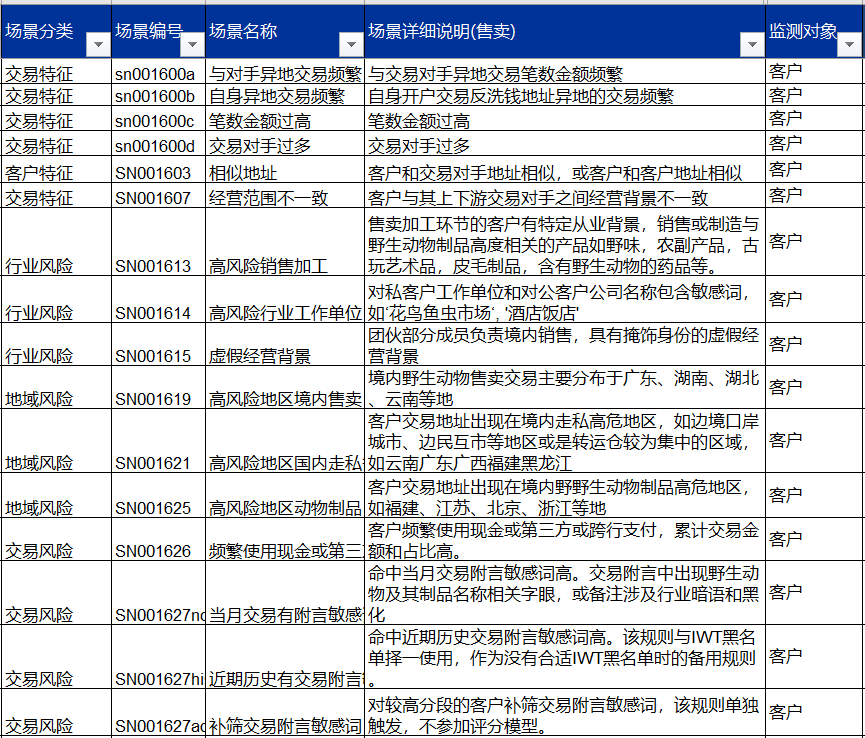 场景分类 场景编号 场景名称 场景详细说明(售卖) 监测对象
交易特征 sn001600a 与对手异地交易频繁 与交易对手异地交易笔数金额频繁 客户
交易特征 sn001600b 自身异地交易频繁 自身开户交易反洗钱地址异地的交易频繁 客户
交易特征 sn001600c 笔数金额过高 笔数金额过高 客户
交易特征 sn001600d 交易对手过多 交易对手过多 客户
客户特征 SN001603 相似地址 客户和交易对手地址相似，或客户和客户地址相似 客户
交易特征 SN001607 经营范围不一致 客户与其上下游交易对手之间经营背景不一致 客户
售卖加工环节的客户有特定从业背景，销售或制造与
野生动物制品高度相关的产品如野味，农副产品，古 客户
行业风险 SN001613 高风险销售加工 玩艺术品，皮毛制品，含有野生动物的药品等。
对私客户工作单位和对公客户公司名称包含敏感词， 客户
行业风险 SN001614 高风险行业工作单位 如'花鸟鱼虫市场', '酒店饭店'
团伙部分成员负责境内销售，具有掩饰身份的虚假经 客户
行业风险 SN001615 虚假经营背景 营背景
境内野生动物售卖交易主要分布于广东、湖南、湖北 客户
地域风险 SN001619 高风险地区境内售卖 、云南等地
客户交易地址出现在境内走私高危地区，如边境口岸
城市、边民互市等地区或是转运仓较为集中的区域， 客户
地域风险 SN001621 高风险地区国内走私 如云南广东广西福建黑龙江
客户交易地址出现在境内野野生动物制品高危地区， 客户
地域风险 SN001625 高风险地区动物制品 如福建、江苏、北京、浙江等地
客户频繁使用现金或第三方或跨行支付，累计交易金 客户
交易风险 SN001626 频繁使用现金或第三 额和占比高。
命中当月交易附言敏感词高。交易附言中出现野生动
物及其制品名称相关字眼，或备注涉及行业暗语和黑 客户
交易风险 SN001627no 当月交易有附言敏感 化
命中近期历史交易附言敏感词高。该规则与IWT黑名
单择一使用，作为没有合适IWT黑名单时的备用规则 客户
交易风险 SN001627hi 近期历史有交易附言 。
对较高分段的客户补筛交易附言敏感词，该规则单独 客户
交易风险 SN001627ad 补筛交易附言敏感词 触发，不参加评分模型。